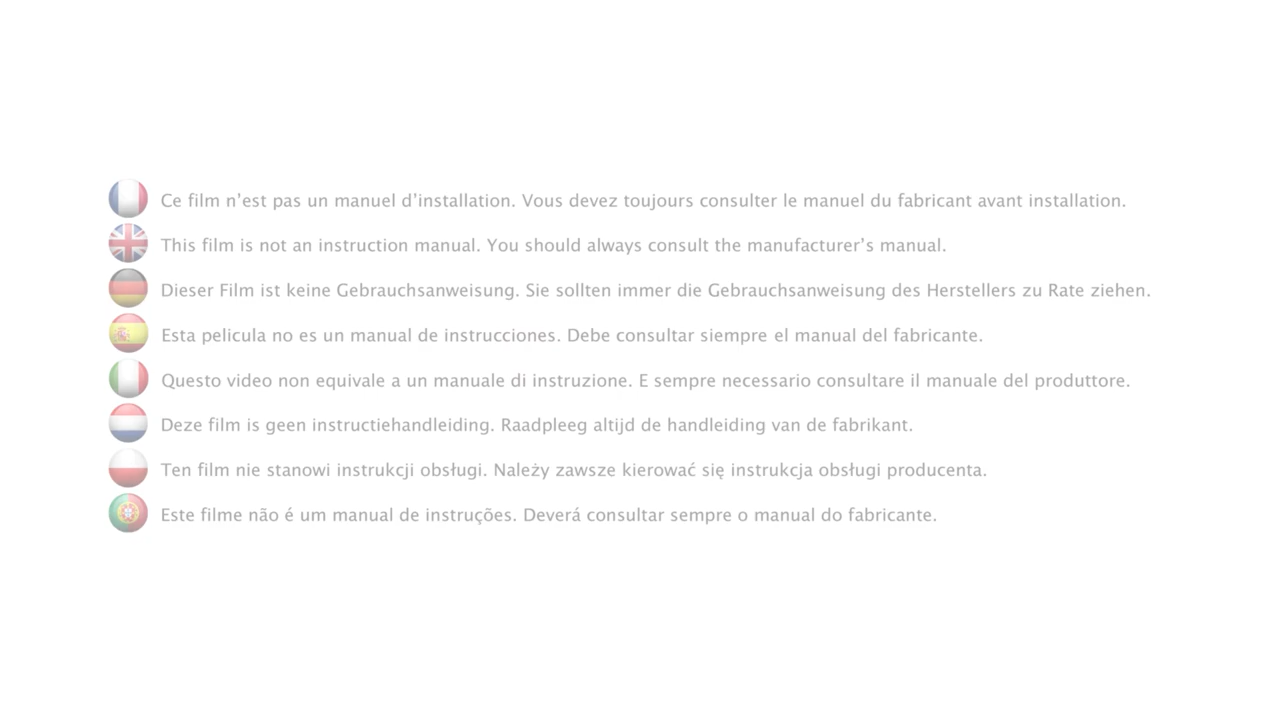 Ce film n’est pas un manuel d’installation. Vous devez toujours consulter le manuel du fabricant avant installation.
This film is not an instruction manual. You should always consult the manufacturer’s manual.
Dieser Film ist keine Gebrauchsanweisung. Sie sollten immer die Gebrauchsanweisung des Herstellers zu Rate ziehen.
Esta pelicula no es un manual de instrucciones. Debe consultar siempre el manual del fabricante.
Questo video non equivale a un manuale di instruzione. E sempre necessario consultare il manuale del produttore.
Deze film is geen instructiehandleiding. Raadpleeg altijd de handleiding van de fabrikant.
Ten film nie stanowi instrukcji obsługi. Należy zawsze kierować się instrukcja obsługi producenta.
Este filme não é um manual de instruções. Deverá consultar sempre o manual do fabricante.